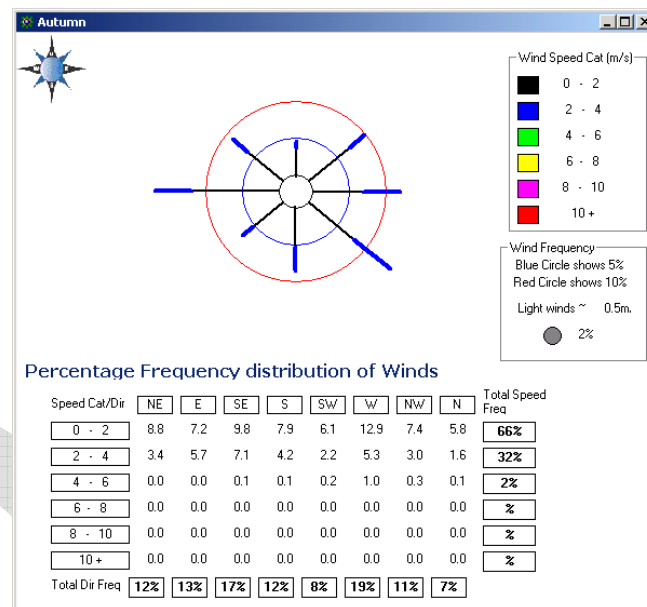 Autumn
Wind Speed Cat (m/s)
0 - 2
2 - 4
4 - 6
6 - 8
8 - 10
10 +
Wind Frequency
Blue Circle shows 5%
Red Circle shows 10%
Light winds ~ 0.5m.
2%
Percentage Frequency distribution of Winds
Speed Cat/Dir NE E SE S SW W NW N Total Speed Freq
0 - 2 8.8 7.2 9.8 7.9 6.1 12.9 7.4 5.8 66%
2 - 4 3.4 5.7 7.1 4.2 2.2 5.3 3.0 1.6 32%
4 - 6 0.0 0.0 0.1 0.1 0.2 1.0 0.3 0.1 2%
6 - 8 0.0 0.0 0.0 0.0 0.0 0.0 0.0 0.0 %
8 - 10 0.0 0.0 0.0 0.0 0.0 0.0 0.0 0.0 %
10 + 0.0 0.0 0.0 0.0 0.0 0.0 0.0 0.0 %
Total Dir Freq 12% 13% 17% 12% 8% 19% 11% 7%